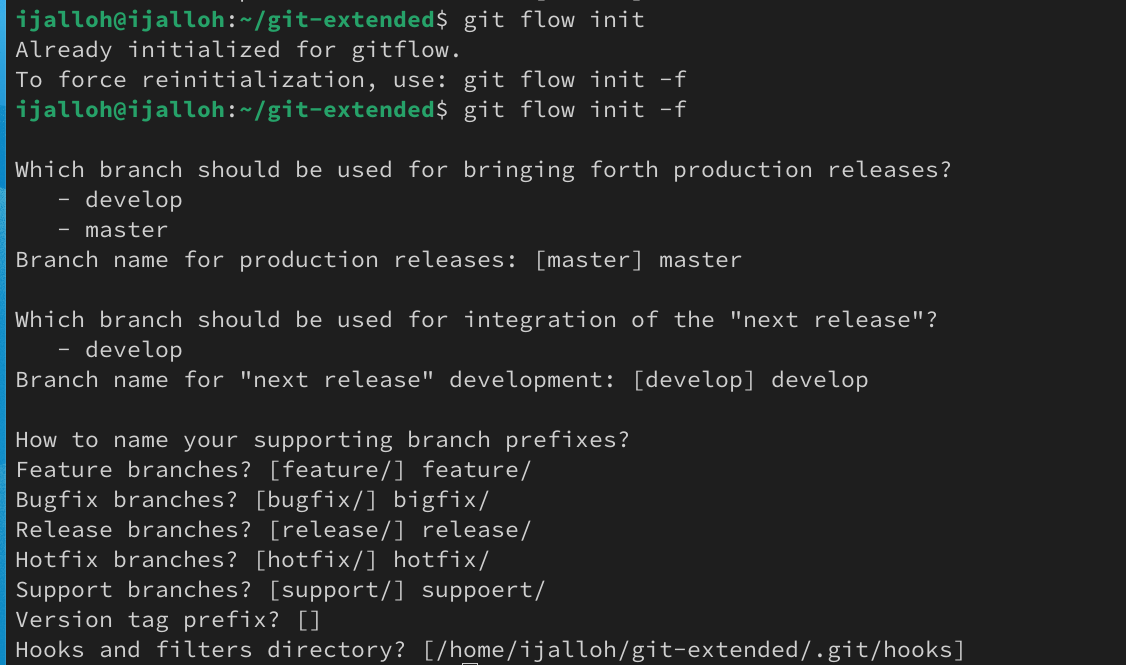 ijalloh@ijalloh:~/git-extended$ git flow init
Already initialized for gitflow.
To force reinitialization, use: git flow init -f
ijalloh@ijalloh:~/git-extended$ git flow init -f
Which branch should be used for bringing forth production releases?
- develop
- master
Branch name for production releases: [master] master
Which branch should be used for integration of the "next release"?
- develop
Branch name for "next release" development: [develop] develop
How to name your supporting branch prefixes?
Feature branches? [feature/] feature/
Bugfix branches? [bugfix/] bigfix/
Release branches? [release/] release/
Hotfix branches? [hotfix/] hotfix/
Support branches? [support/] suppoert/
Version tag prefix? []
Hooks and filters directory? [/home/ijalloh/git-extended/.git/hooks]